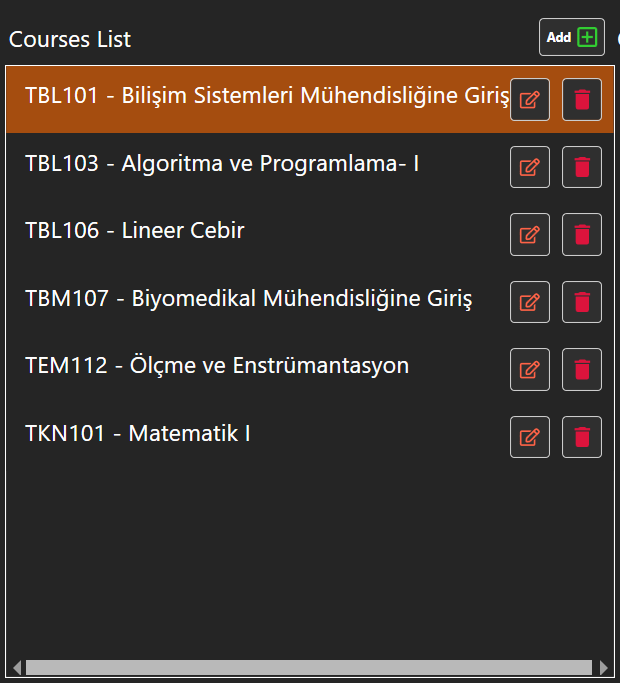 Courses List
Add
TBL101 - Bilişim Sistemleri Mühendisliğine Giriş
TBL103 - Algoritma ve Programlama- I
TBL106 - Lineer Cebir
TBM107 - Biyomedikal Mühendisliğine Giriş
TEM112 - Ölçme ve Enstrümantasyon
TKN101 - Matematik I